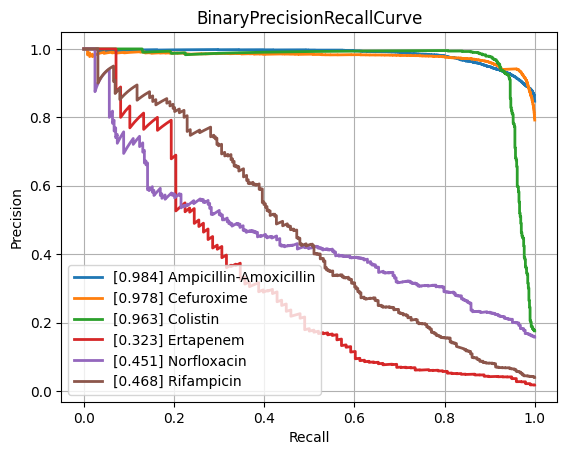 BinaryPrecisionRecallCurve
Precision
1.0
0.8
0.6
0.4
0.2
0.0
[0.984] Ampicillin-Amoxicillin
[0.978] Cefuroxime
[0.963] Colistin
[0.323] Ertapenem
[0.451] Norfloxacin
[0.468] Rifampicin
0.0 0.2 0.4 0.6 0.8 1.0
Recall